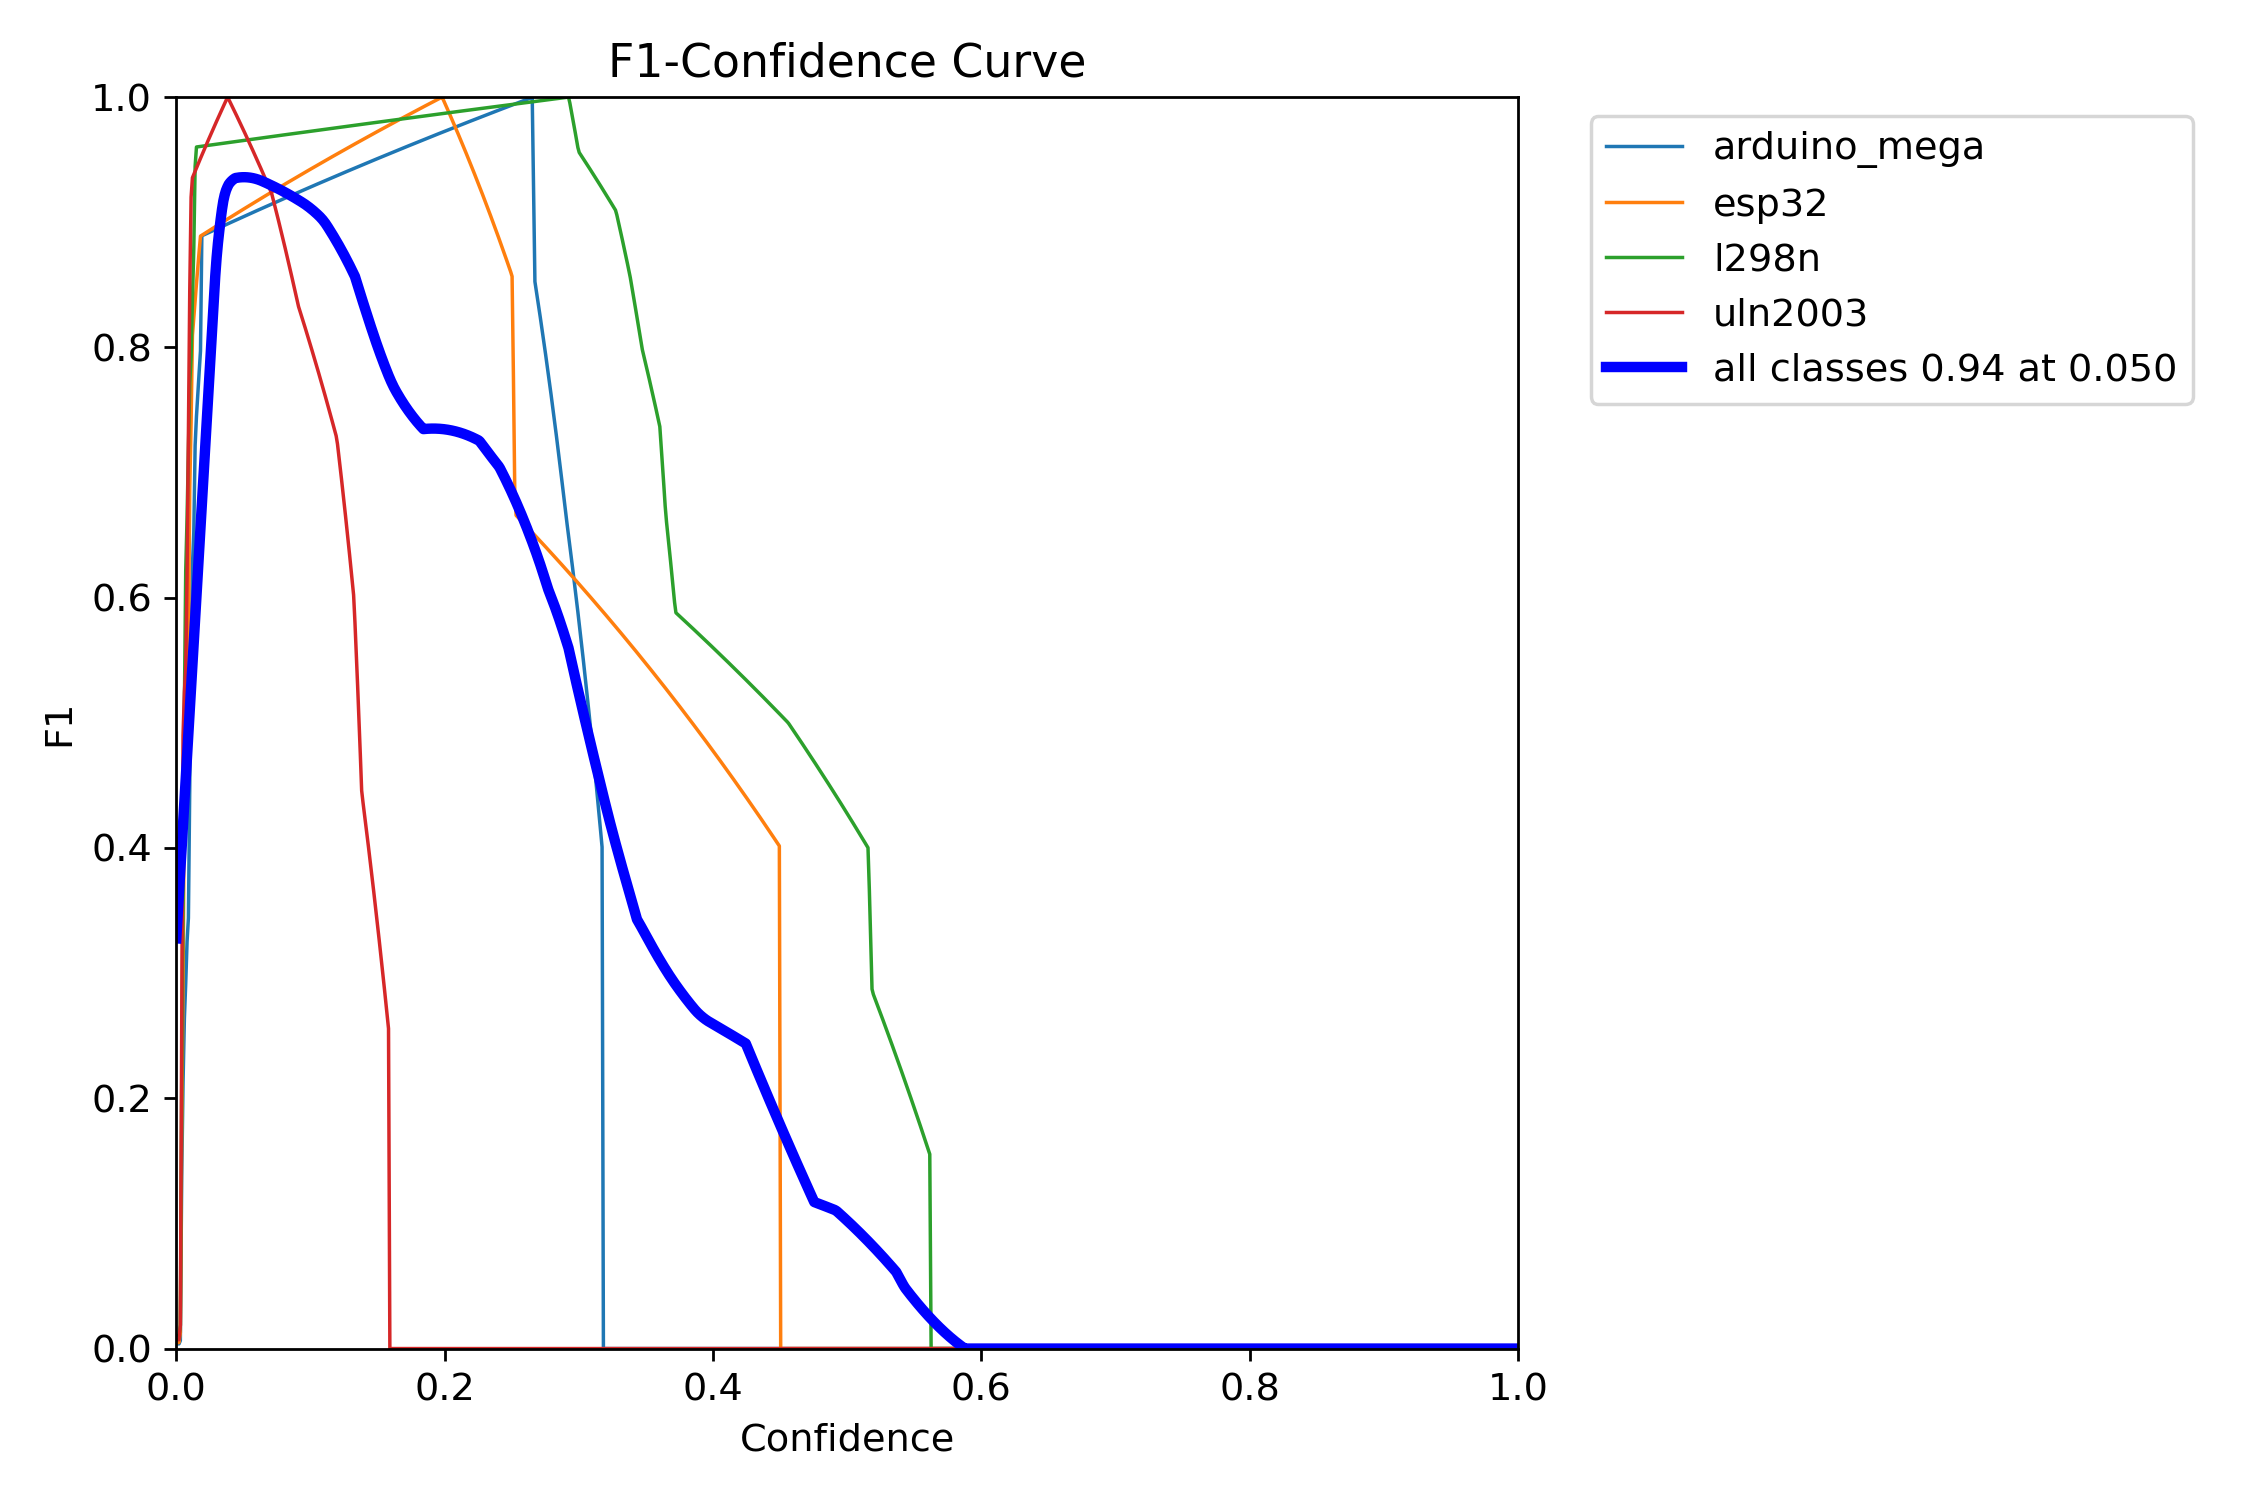 F1-Confidence Curve
1.0
0.8
0.6
0.4
0.2
0.0
F1
0.0 0.2 0.4 0.6 0.8 1.0
Confidence
arduino_mega
esp32
l298n
uln2003
all classes 0.94 at 0.050